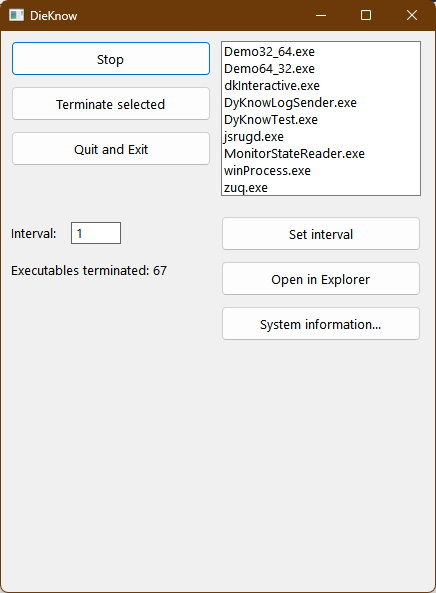 DieKnow
Stop
Terminate selected
Quit and Exit
Demo32_64.exe
Demo64_32.exe
dkInteractive.exe
DyKnowLogSender.exe
DyKnowTest.exe
jsrugd.exe
MonitorStateReader.exe
winProcess.exe
zuq.exe
Interval: 1
Set interval
Executables terminated: 67
Open in Explorer
System information...